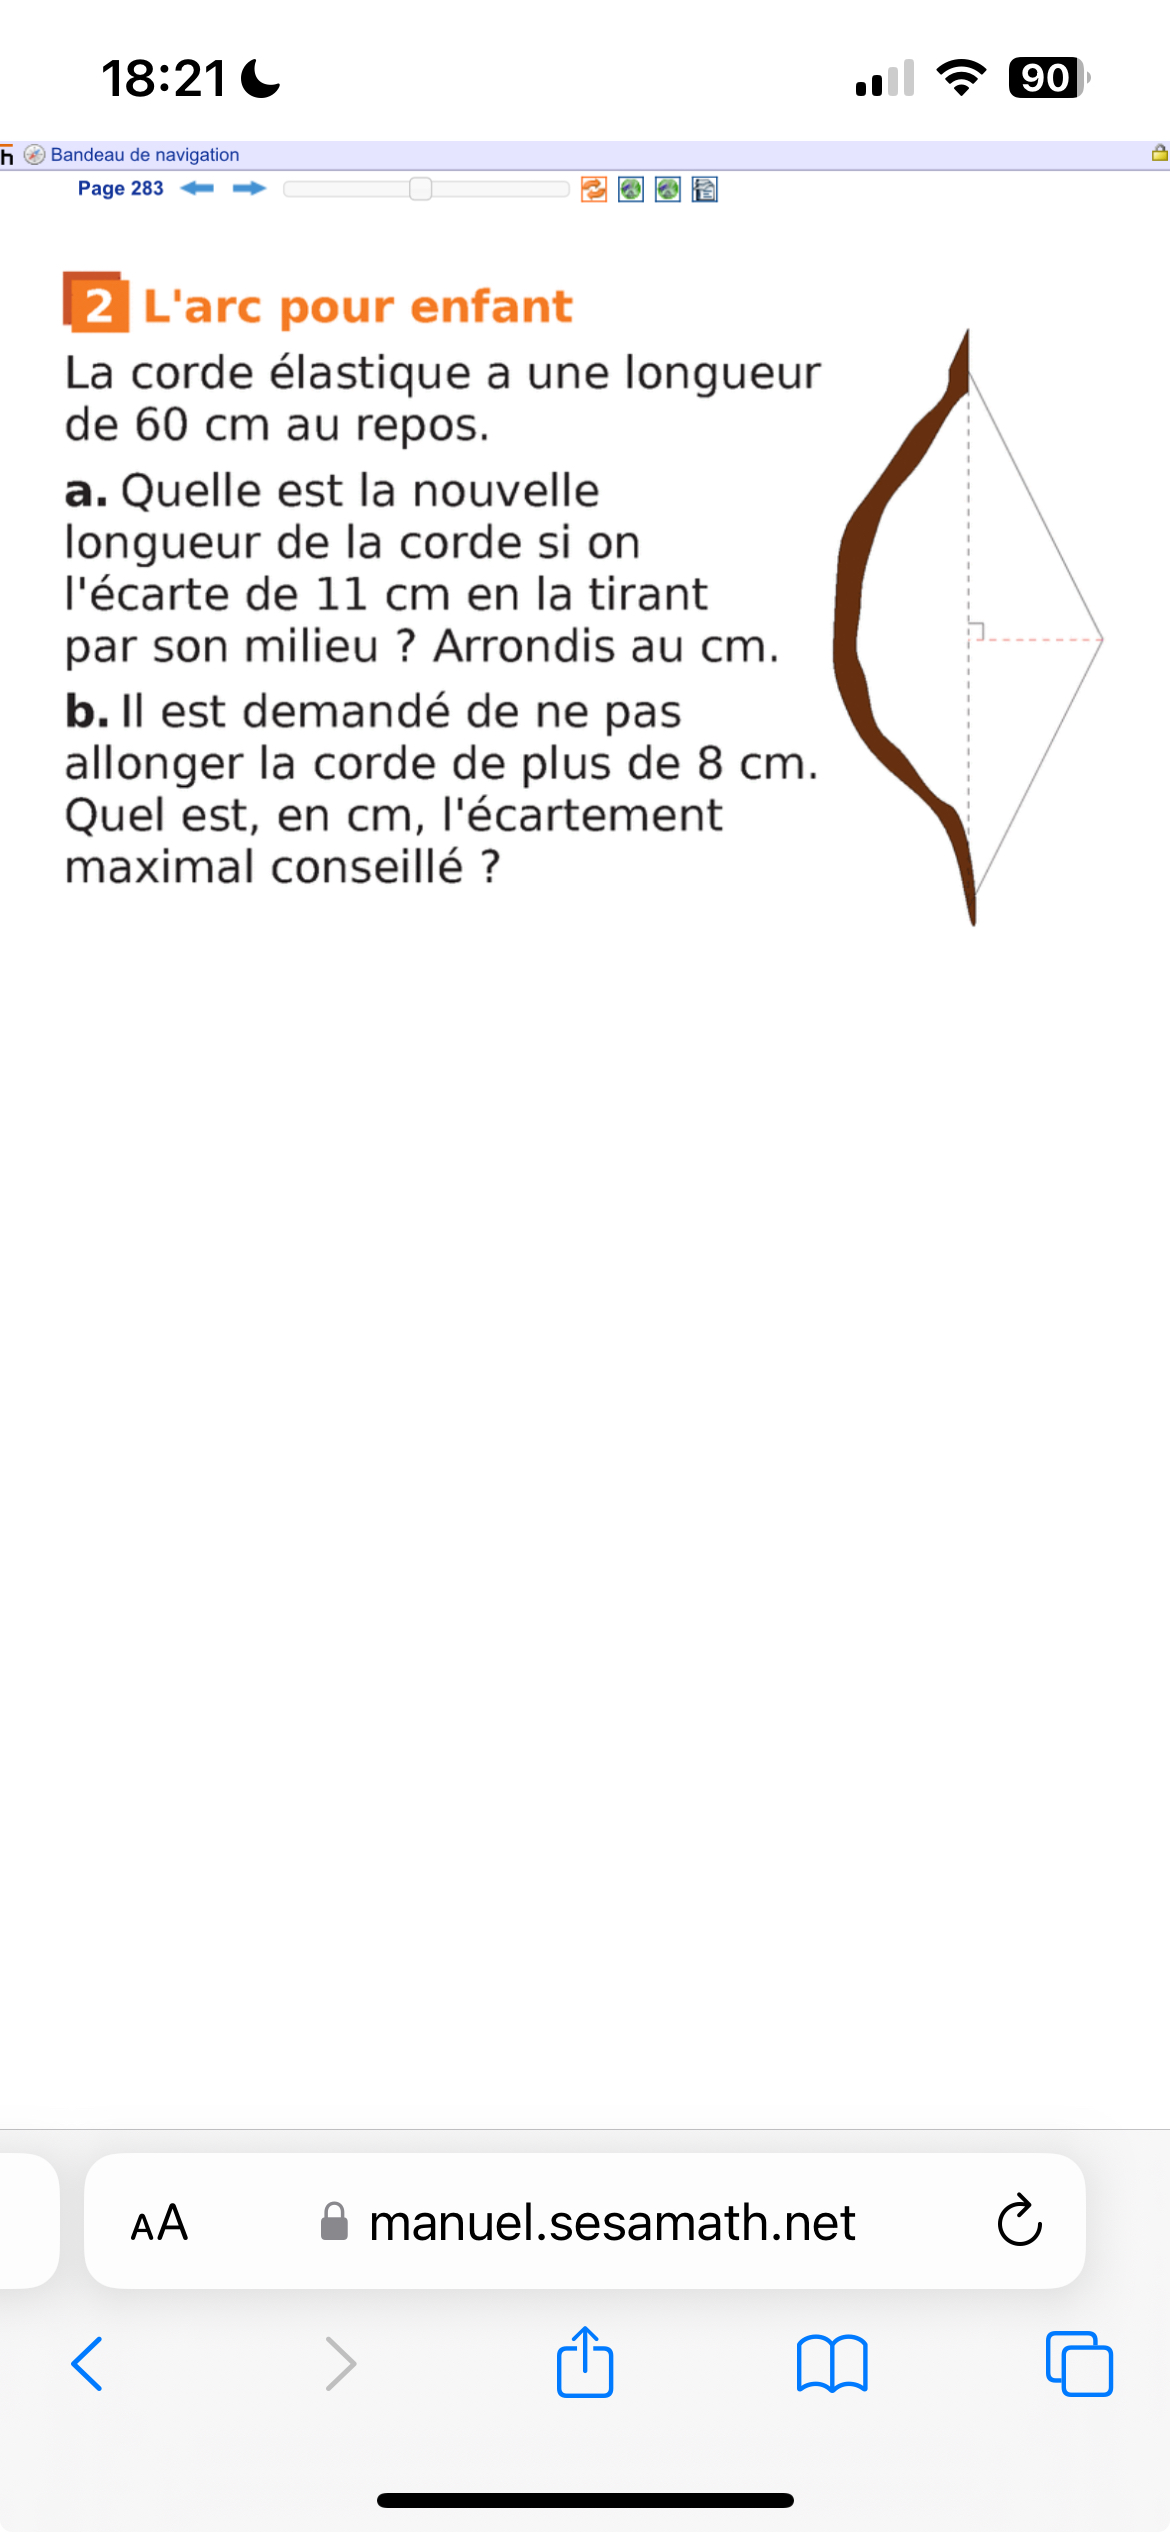 18:21
90
h Bandeau de navigation
Page 283
2 L'arc pour enfant
La corde élastique a une longueur
de 60 cm au repos.
a. Quelle est la nouvelle
longueur de la corde si on
l'écarte de 11 cm en la tirant
par son milieu ? Arrondis au cm.
b. Il est demandé de ne pas
allonger la corde de plus de 8 cm.
Quel est, en cm, l'écartement
maximal conseillé ?
AA manuel.sesamath.net